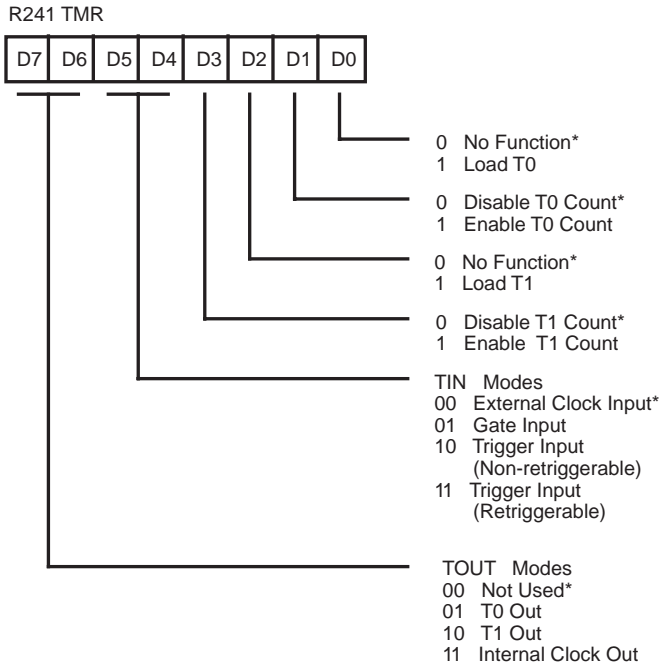 R241 TMR
D7 D6 D5 D4 D3 D2 D1 D0
0 No Function*
1 Load T0
0 Disable T0 Count*
1 Enable T0 Count
0 No Function*
1 Load T1
0 Disable T1 Count*
1 Enable T1 Count
TIN Modes
00 External Clock Input*
01 Gate Input
10 Trigger Input
(Non-retriggerable)
11 Trigger Input
(Retriggerable)
TOUT Modes
00 Not Used*
01 T0 Out
10 T1 Out
11 Internal Clock Out